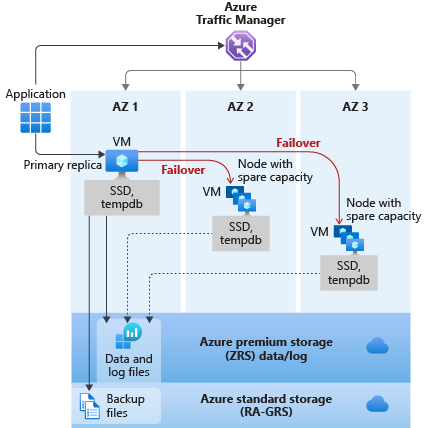 Azure
Traffic Manager
Application
AZ 1
AZ 2
AZ 3
VM
Failover
Primary replica
Failover
Node with
spare capacity
VM
SSD,
tempdb
Node with
spare capacity
VM
SSD,
tempdb
SSD,
tempdb
Data and
log files
Azure premium storage
(ZRS) data/log
Backup
files
Azure standard storage
(RA-GRS)